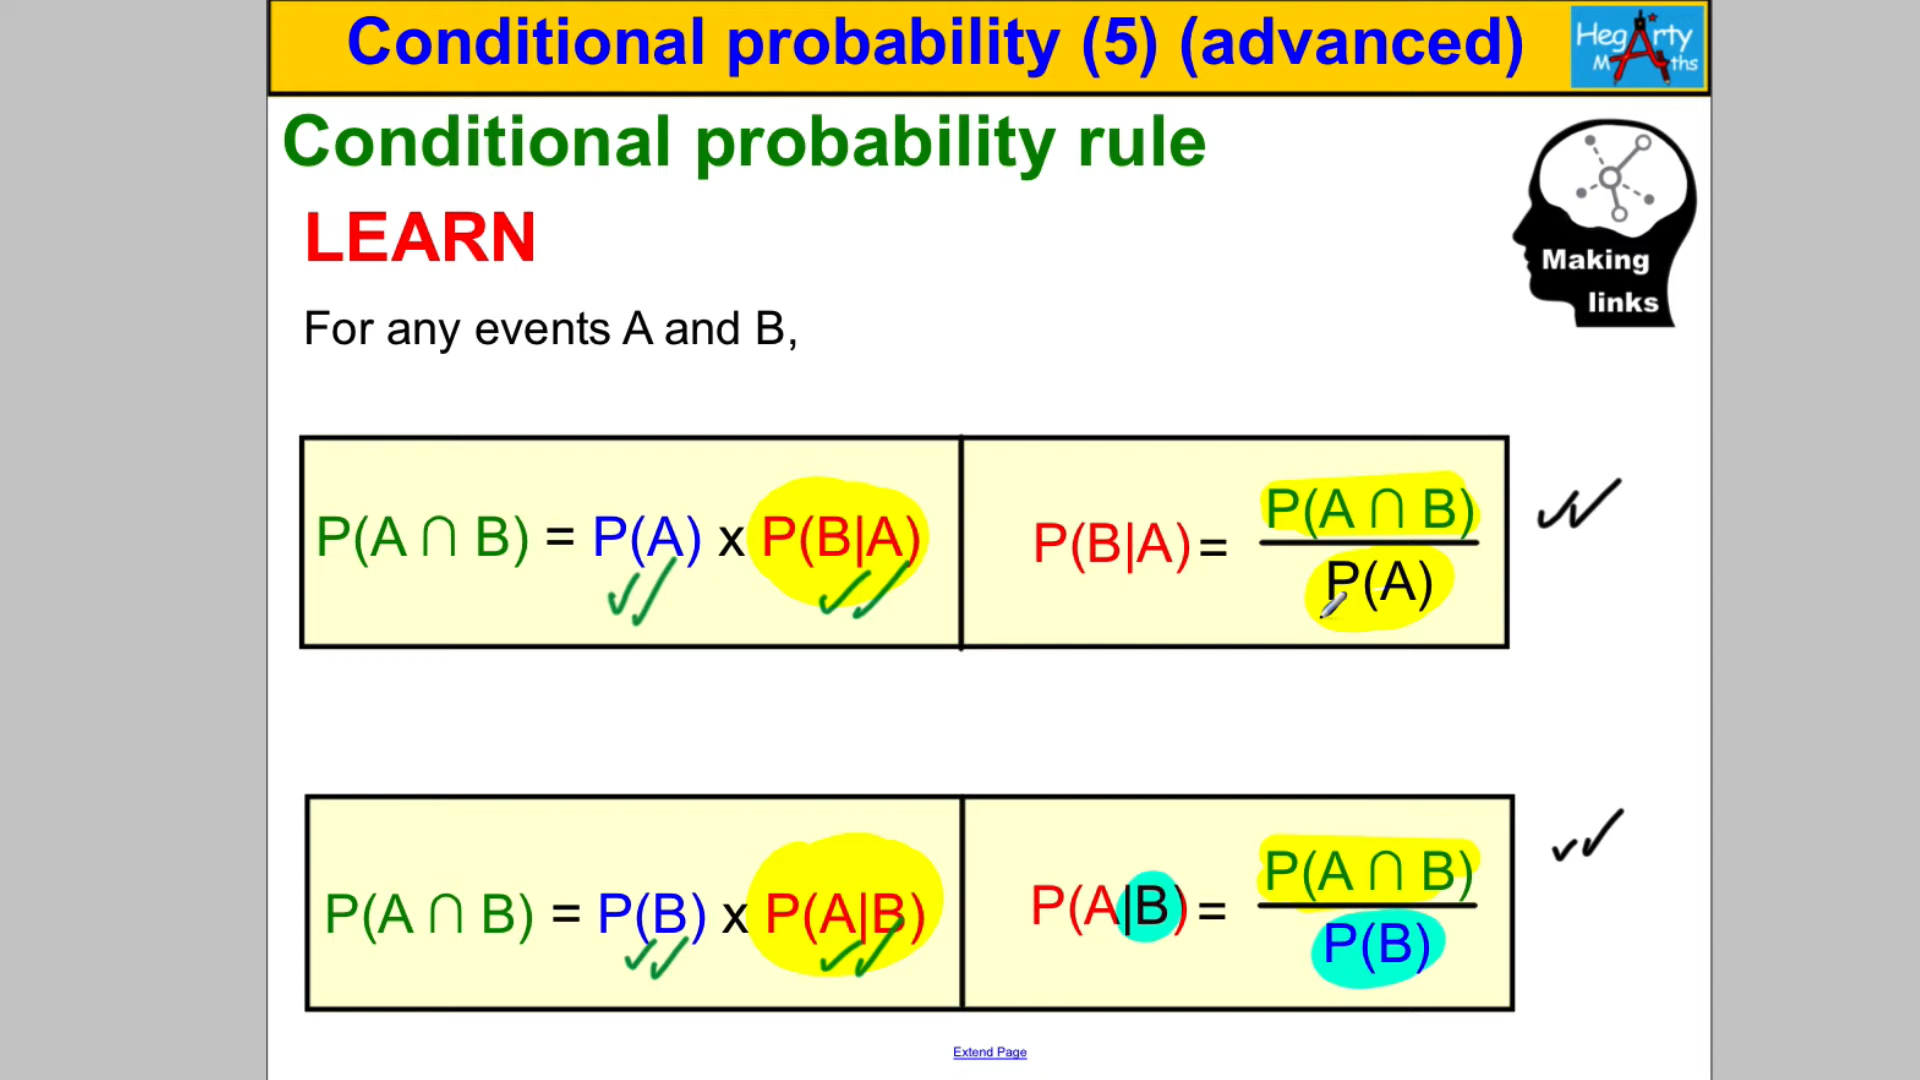 Conditional probability (5) (advanced)
HegArty
MAths
Conditional probability rule
LEARN
Making
links
For any events A and B,
P(A ∩ B) = P(A) x P(B|A)
P(B|A) = P(A ∩ B)
P(A)
P(A ∩ B) = P(B) x P(A|B)
P(A|B) = P(A ∩ B)
P(B)
Extend Page